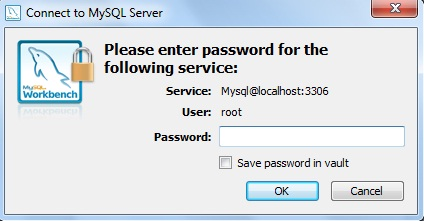 Connect to MySQL Server
Please enter password for the
following service:
Service: Mysql@localhost:3306
User: root
Password:
Save password in vault
OK Cancel
MySQL
Workbench